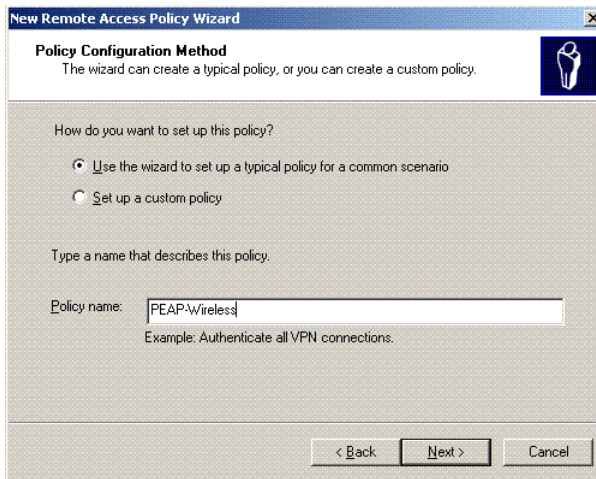 New Remote Access Policy Wizard
Policy Configuration Method
The wizard can create a typical policy, or you can create a custom policy.
How do you want to set up this policy?
Use the wizard to set up a typical policy for a common scenario
Set up a custom policy
Type a name that describes this policy.
Policy name: PEAP-Wireless
Example: Authenticate all VPN connections.
< Back Next > Cancel